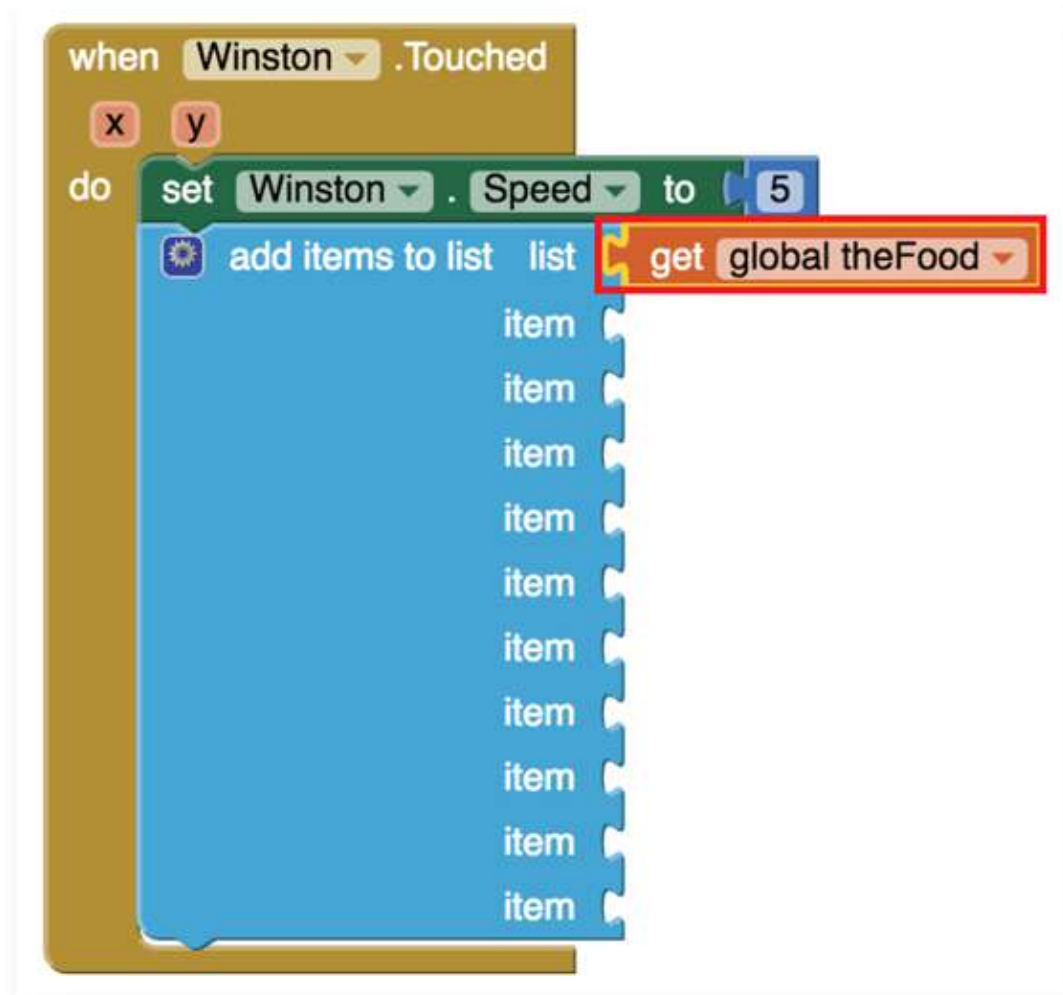 when Winston .Touched
x y
do set Winston . Speed to 5
add items to list list get global theFood
item
item
item
item
item
item
item
item
item
item